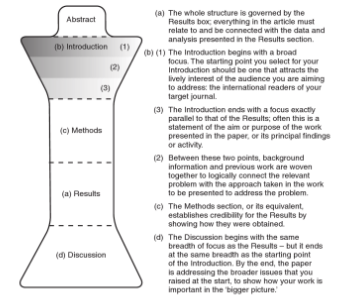 Abstract
(b) Introduction (1)
(2)
(3)
(c) Methods
(a) Results
(d) Discussion
(a) The whole structure is governed by the
Results box; everything in the article must
relate to and be connected with the data and
analysis presented in the Results section.
(b) (1) The Introduction begins with a broad
focus. The starting point you select for your
Introduction should be one that attracts the
lively interest of the audience you are aiming
to address: the international readers of your
target journal.
(3) The Introduction ends with a focus exactly
parallel to that of the Results; often this is a
statement of the aim or purpose of the work
presented in the paper, or its principal findings
or activity.
(2) Between these two points, background
information and previous work are woven
together to logically connect the relevant
problem with the approach taken in the work
to be presented to address the problem.
(c) The Methods section, or its equivalent,
establishes credibility for the Results by
showing how they were obtained.
(d) The Discussion begins with the same
breadth of focus as the Results – but it ends
at the same breadth as the starting point
of the Introduction. By the end, the paper
is addressing the broader issues that you
raised at the start, to show how your work is
important in the 'bigger picture.'